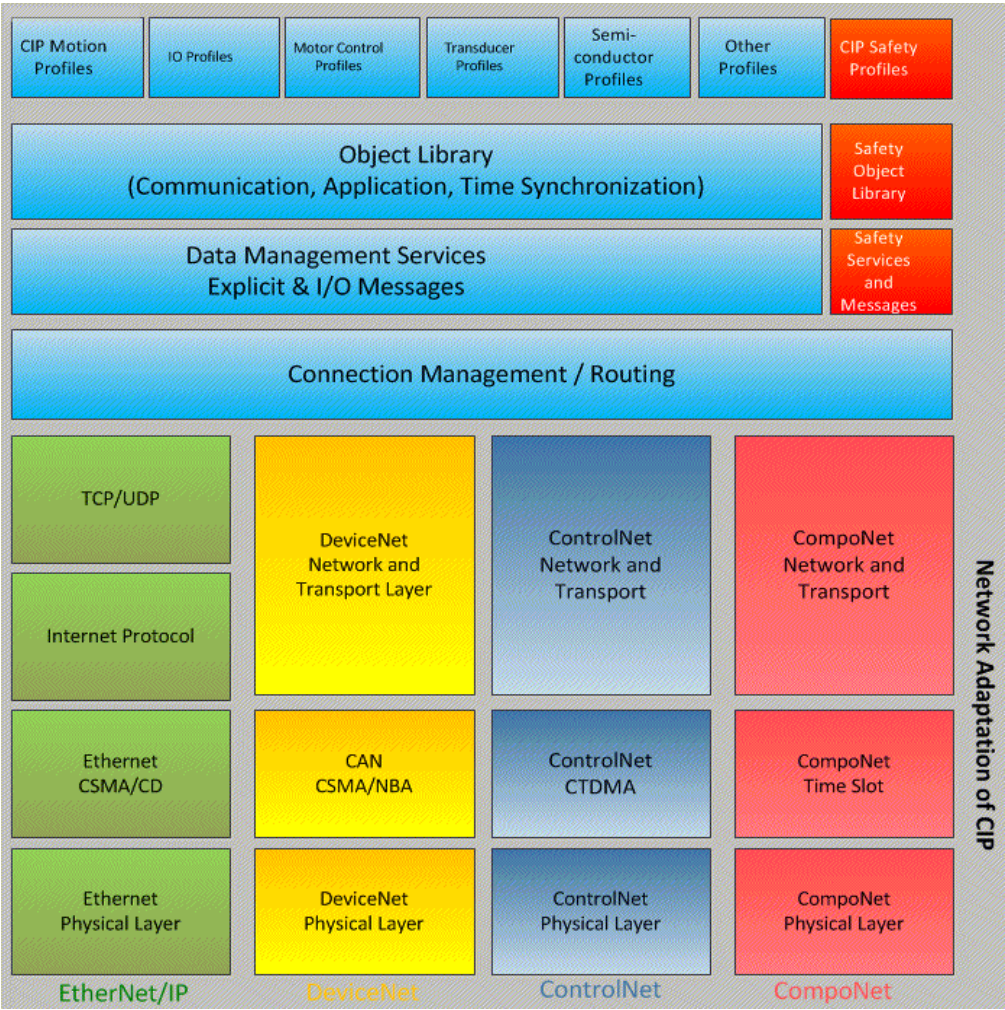 CIP Motion
Profiles
IO Profiles
Motor Control
Profiles
Transducer
Profiles
Semi-
conductor
Profiles
Other
Profiles
CIP Safety
Profiles
Object Library
(Communication, Application, Time Synchronization)
Safety
Object
Library
Data Management Services
Explicit & I/O Messages
Safety
Services
and
Messages
Connection Management / Routing
TCP/UDP
Internet Protocol
Ethernet
CSMA/CD
Ethernet
Physical Layer
EtherNet/IP
DeviceNet
Network and
Transport Layer
CAN
CSMA/NBA
DeviceNet
Physical Layer
DeviceNet
ControlNet
Network and
Transport
ControlNet
CTDMA
ControlNet
Physical Layer
ControlNet
CompoNet
Network and
Transport
CompoNet
Time Slot
CompoNet
Physical Layer
CompoNet
Network Adaptation of CIP